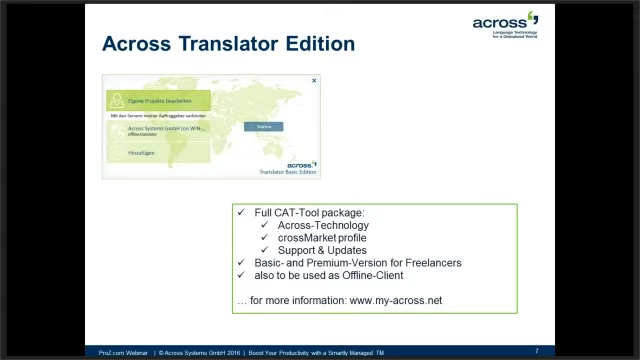 across
Language Technology
for a Globalized World
Across Translator Edition
Eigene Projekte bearbeiten
Mit den Servern meiner Auftraggeber verbinden
Across Systems GmbH (on WIN-...
offline.translator
Starten
Hinzufügen
across
Translator Basic Edition
✓ Full CAT-Tool package:
✓ Across-Technology
✓ crossMarket profile
✓ Support & Updates
✓ Basic- and Premium-Version for Freelancers
✓ also to be used as Offline-Client
... for more information: www.my-across.net
ProZ.com Webinar | © Across Systems GmbH 2016 | Boost Your Productivity with a Smartly Managed TM
7